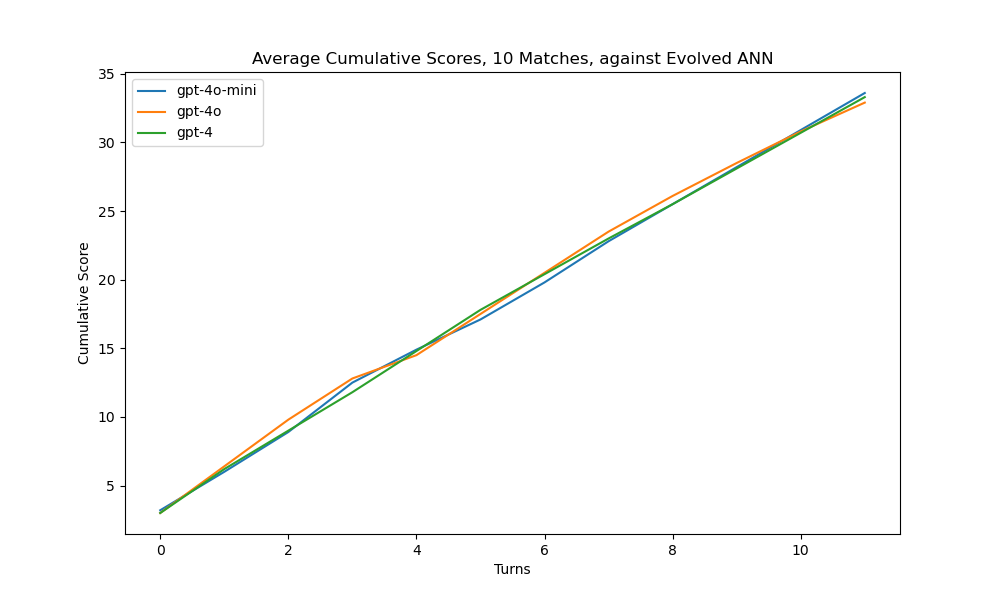 Average Cumulative Scores, 10 Matches, against Evolved ANN
gpt-4o-mini
gpt-4o
gpt-4
35
30
25
20
15
10
5
Cumulative Score
0 2 4 6 8 10
Turns